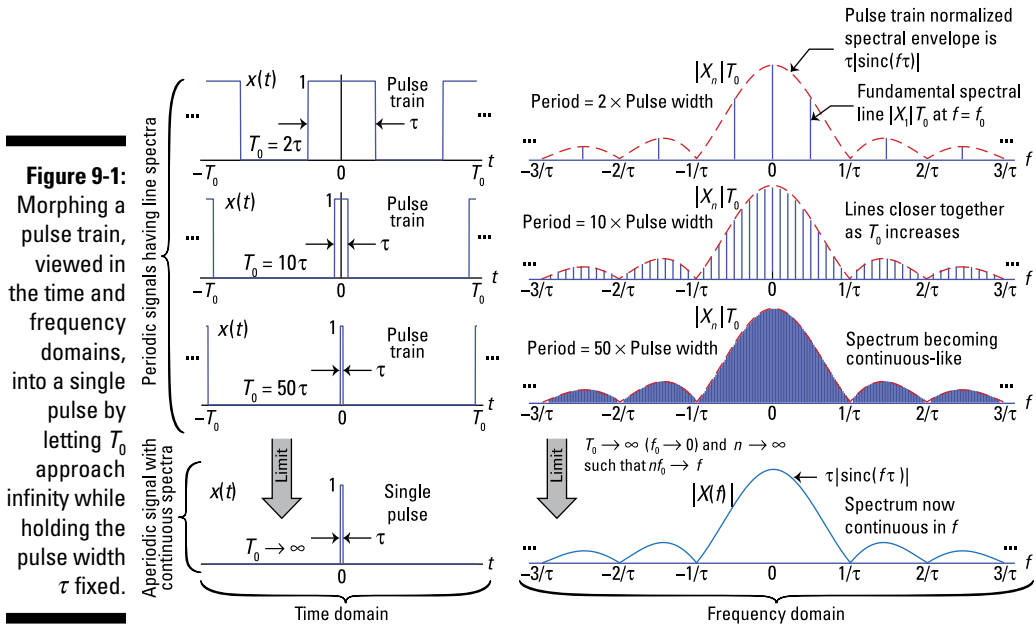 Figure 9-1:
Morphing a
pulse train,
viewed in
the time and
frequency
domains,
into a single
pulse by
letting T₀
approach
infinity while
holding the
pulse width
τ fixed.
Periodic signals having line spectra
x(t)
1
Pulse
train
... ...
τ
T₀ = 2τ
t
−T₀ 0 T₀
x(t)
1
Pulse
train
... ...
τ
T₀ = 10τ
t
−T₀ 0 T₀
x(t)
1
Pulse
train
... ...
τ
T₀ = 50τ
t
−T₀ 0 T₀
Limit
Aperiodic signal with
continuous spectra
x(t)
1
Single
pulse
τ
T₀ → ∞
t
0
Time domain
Pulse train normalized
spectral envelope is
τ|sinc(fτ)|
|Xₙ|T₀
Period = 2 × Pulse width
Fundamental spectral
line |X₁|T₀ at f = f₀
... ...
f
−3/τ −2/τ −1/τ 0 1/τ 2/τ 3/τ
|Xₙ|T₀
Period = 10 × Pulse width
Lines closer together
as T₀ increases
... ...
f
−3/τ −2/τ −1/τ 0 1/τ 2/τ 3/τ
|Xₙ|T₀
Period = 50 × Pulse width
Spectrum becoming
continuous-like
... ...
f
−3/τ −2/τ −1/τ 0 1/τ 2/τ 3/τ
Limit
T₀ → ∞ (f₀ → 0) and n → ∞
such that nf₀ → f
|X(f)|
τ|sinc(fτ)|
Spectrum now
continuous in f
... ...
f
−3/τ −2/τ −1/τ 0 1/τ 2/τ 3/τ
Frequency domain